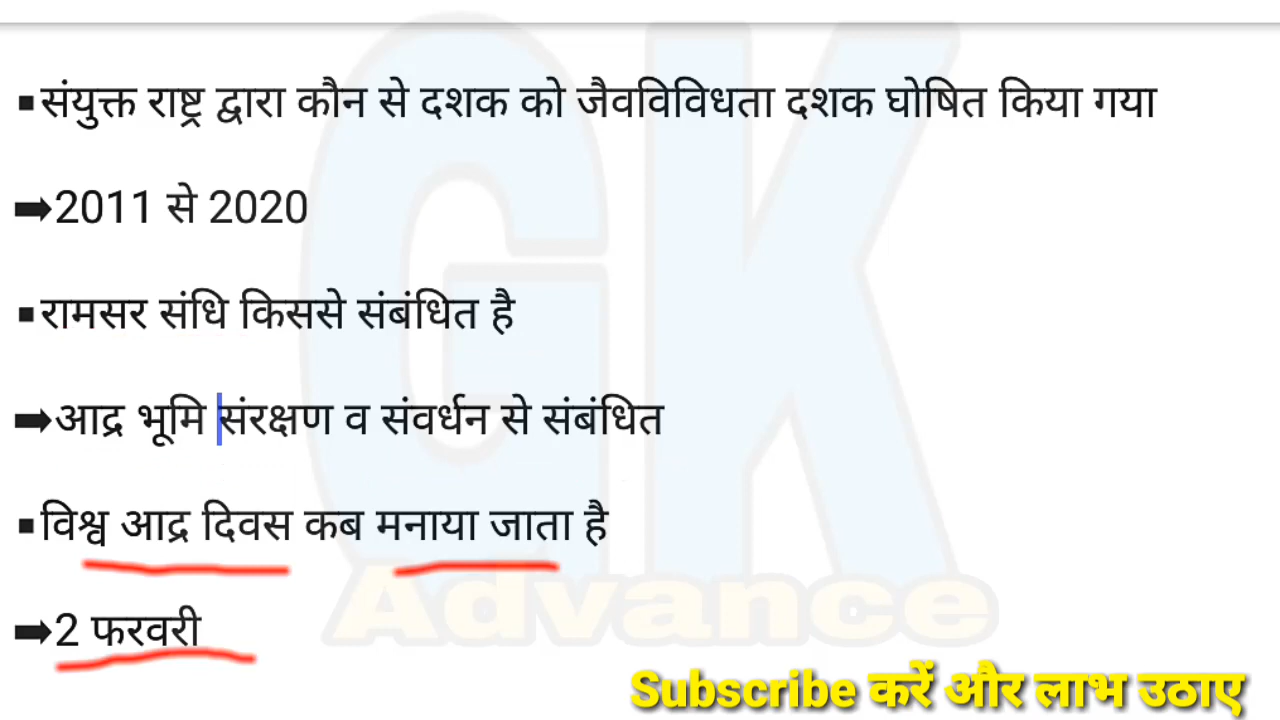 ▪संयुक्त राष्ट्र द्वारा कौन से दशक को जैवविविधता दशक घोषित किया गया
➡2011 से 2020
▪रामसर संधि किससे संबंधित है
➡आद्र भूमि संरक्षण व संवर्धन से संबंधित
▪विश्व आद्र दिवस कब मनाया जाता है
➡2 फरवरी
GK
Advance
Subscribe करें और लाभ उठाए